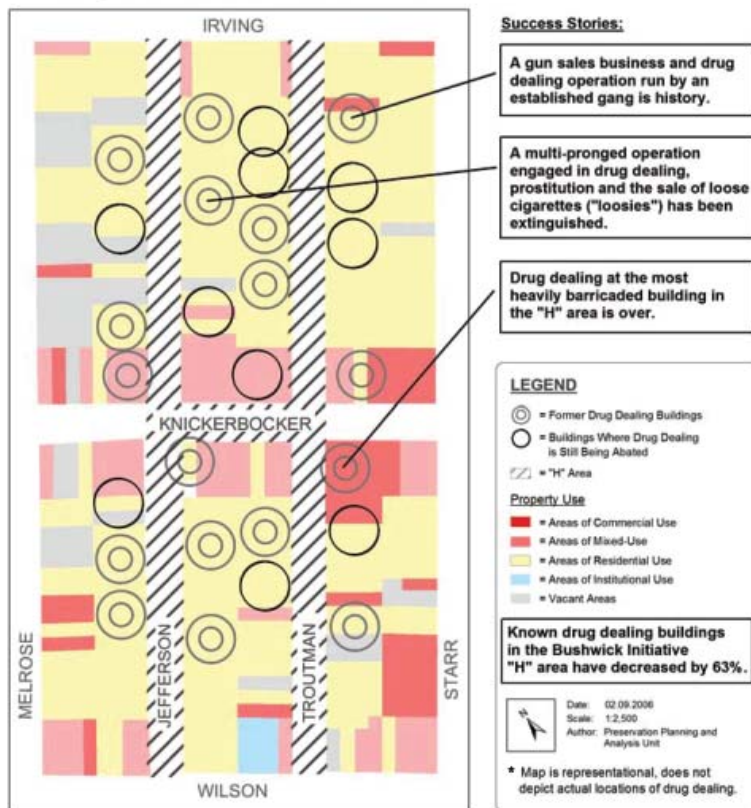 IRVING
KNICKERBOCKER
MELROSE
JEFFERSON
TROUTMAN
STARR
WILSON
Success Stories:
A gun sales business and drug
dealing operation run by an
established gang is history.
A multi-pronged operation
engaged in drug dealing,
prostitution and the sale of loose
cigarettes ("loosies") has been
extinguished.
Drug dealing at the most
heavily barricaded building in
the "H" area is over.
LEGEND
= Former Drug Dealing Buildings
= Buildings Where Drug Dealing
is Still Being Abated
= "H" Area
Property Use
= Areas of Commercial Use
= Areas of Mixed-Use
= Areas of Residential Use
= Areas of Institutional Use
= Vacant Areas
Known drug dealing buildings
in the Bushwick Initiative
"H" area have decreased by 63%.
N
Date: 02.09.2006
Scale: 1:2,500
Author: Preservation Planning and
Analysis Unit
* Map is representational, does not
depict actual locations of drug dealing.